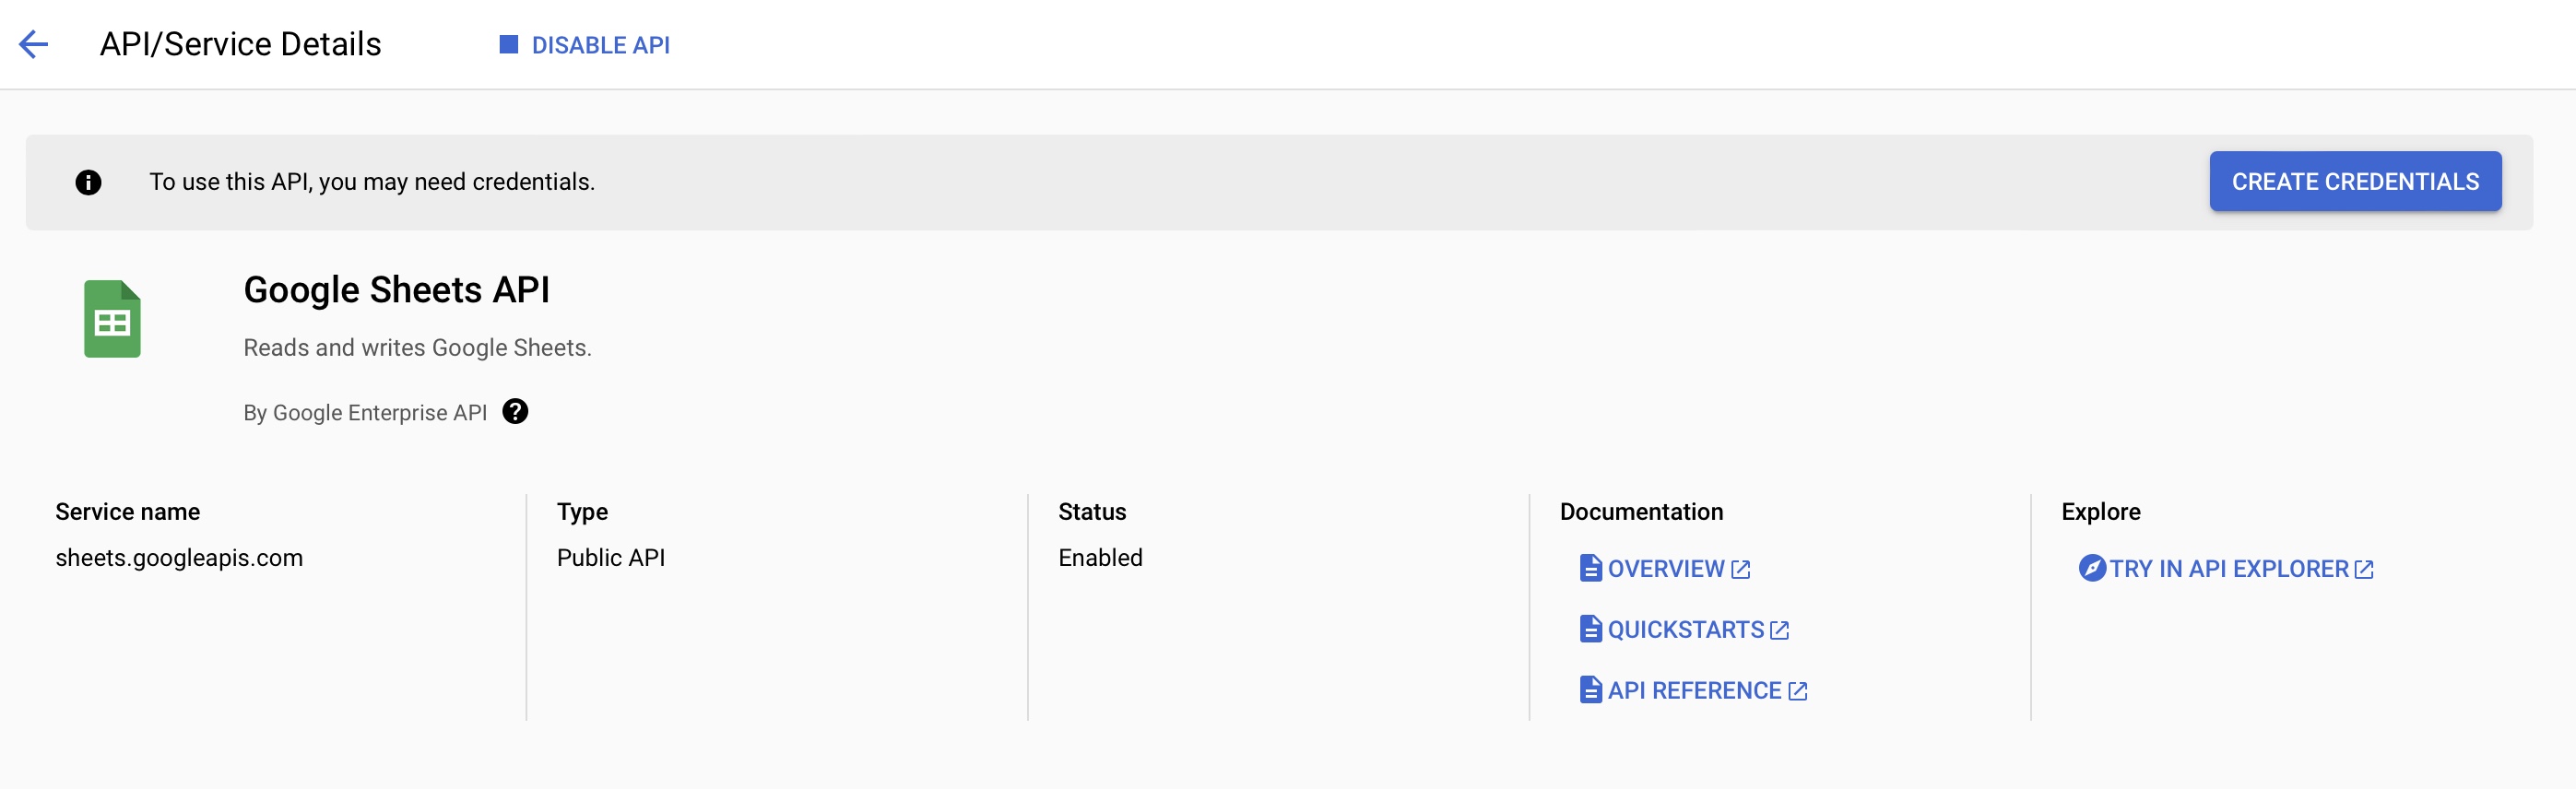 API/Service Details
DISABLE API
To use this API, you may need credentials.
CREATE CREDENTIALS
Google Sheets API
Reads and writes Google Sheets.
By Google Enterprise API
Service name
sheets.googleapis.com
Type
Public API
Status
Enabled
Documentation
OVERVIEW
QUICKSTARTS
API REFERENCE
Explore
TRY IN API EXPLORER